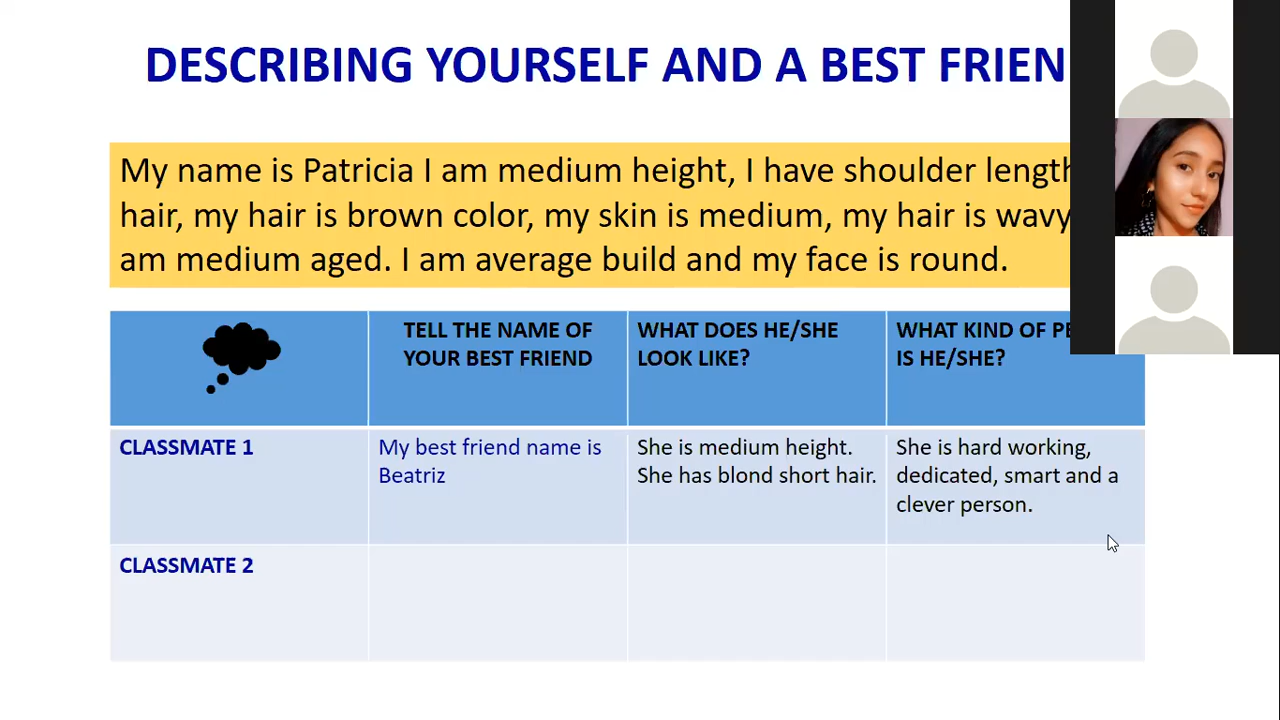 DESCRIBING YOURSELF AND A BEST
My name is Patricia I am medium height, I have shoulder length
hair, my hair is brown color, my skin is medium, my hair is wavy
am medium aged. I am average build and my face is round.
TELL THE NAME OF
YOUR BEST FRIEND
WHAT DOES HE/SHE
LOOK LIKE?
WHAT KIND OF
IS HE/SHE?
CLASSMATE 1
My best friend name is
Beatriz
She is medium height.
She has blond short hair.
She is hard working,
dedicated, smart and a
clever person.
CLASSMATE 2